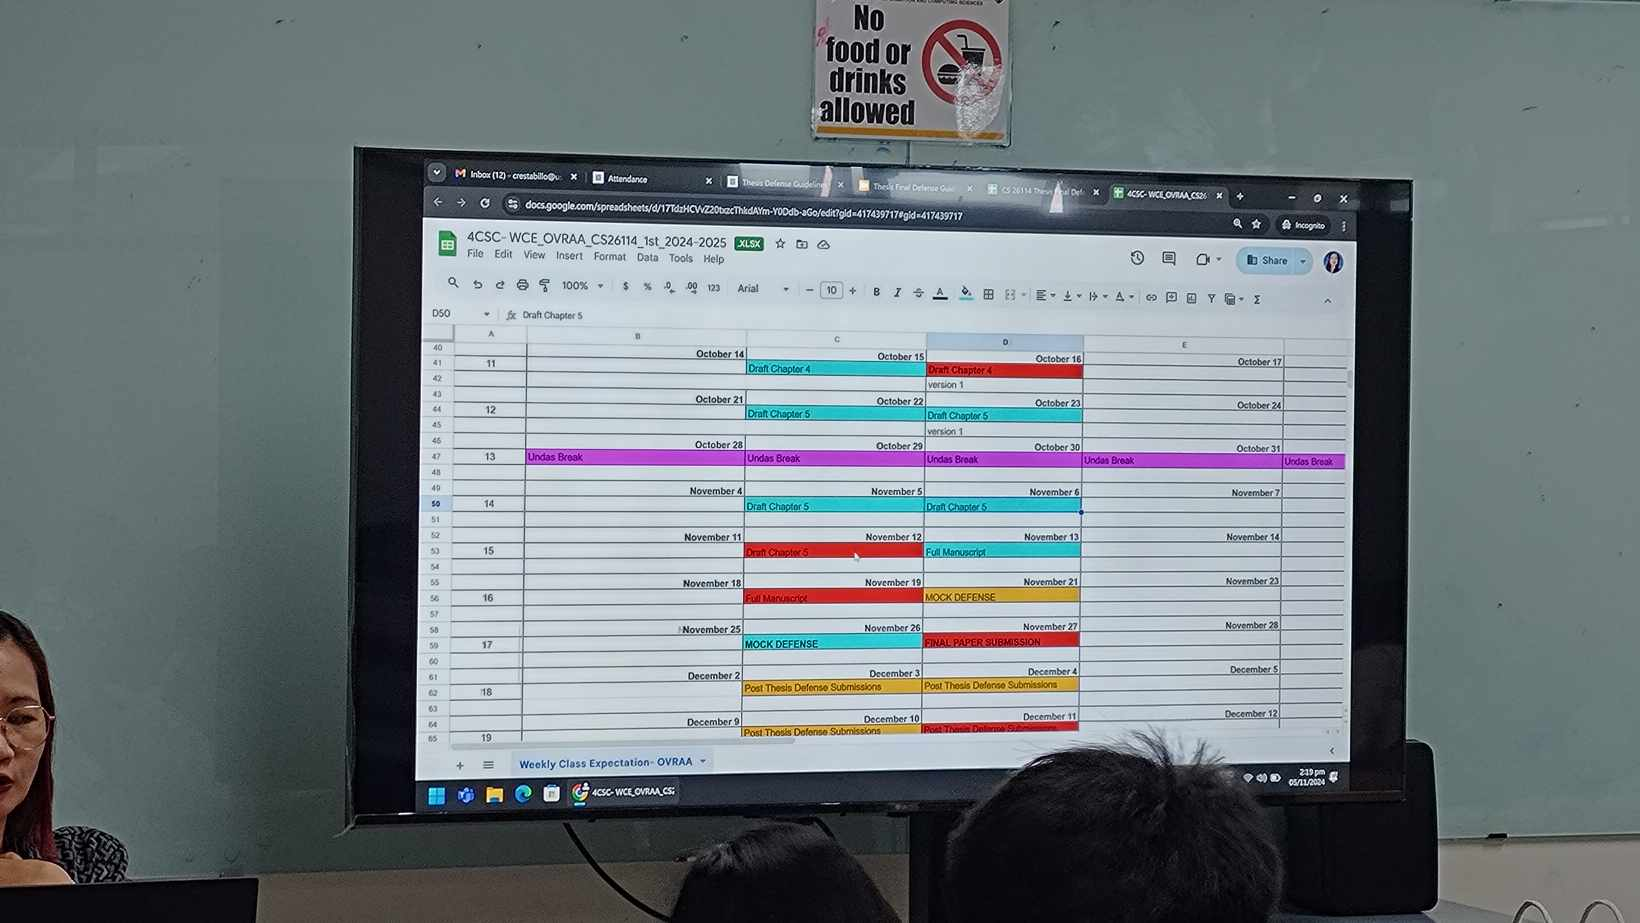 No
food or
drinks
allowed
Inbox (12) - crestabillo@u
Attendance
Thesis Defense Guidelines
Thesis Final Defense Gui
CS 26114 Thesis Final Def
4CSC- WCE_OVRAA_CS26
docs.google.com/spreadsheets/d/17TdzHCVvZ20txzcThkdAYm-Y0Ddb-aGo/edit?gid=417439717#gid=417439717
Incognito
4CSC- WCE_OVRAA_CS26114_1st_2024-2025 .XLSX
File Edit View Insert Format Data Tools Help
Share
100% $ % .0 .00 123 Arial - 10 + B I S A
D50 fx Draft Chapter 5
A B C D E
40 October 14 October 15 October 16 October 17
41 11 Draft Chapter 4 Draft Chapter 4
42 version 1
43 October 21 October 22 October 23 October 24
44 12 Draft Chapter 5 Draft Chapter 5
45 version 1
46 October 28 October 29 October 30 October 31
47 13 Undas Break Undas Break Undas Break Undas Break Undas Break
48
49 November 4 November 5 November 6 November 7
50 14 Draft Chapter 5 Draft Chapter 5
51
52 November 11 November 12 November 13 November 14
53 15 Draft Chapter 5 Full Manuscript
54
55 November 18 November 19 November 21 November 23
56 16 Full Manuscript MOCK DEFENSE
57
58 November 25 November 26 November 27 November 28
59 17 MOCK DEFENSE FINAL PAPER SUBMISSION
60
61 December 2 December 3 December 4 December 5
62 18 Post Thesis Defense Submissions Post Thesis Defense Submissions
63
64 December 9 December 10 December 11 December 12
65 19 Post Thesis Defense Submissions Post Thesis Defense Submissions
Weekly Class Expectation- OVRAA
4CSC- WCE_OVRAA_CS2
2:19 pm
05/11/2024